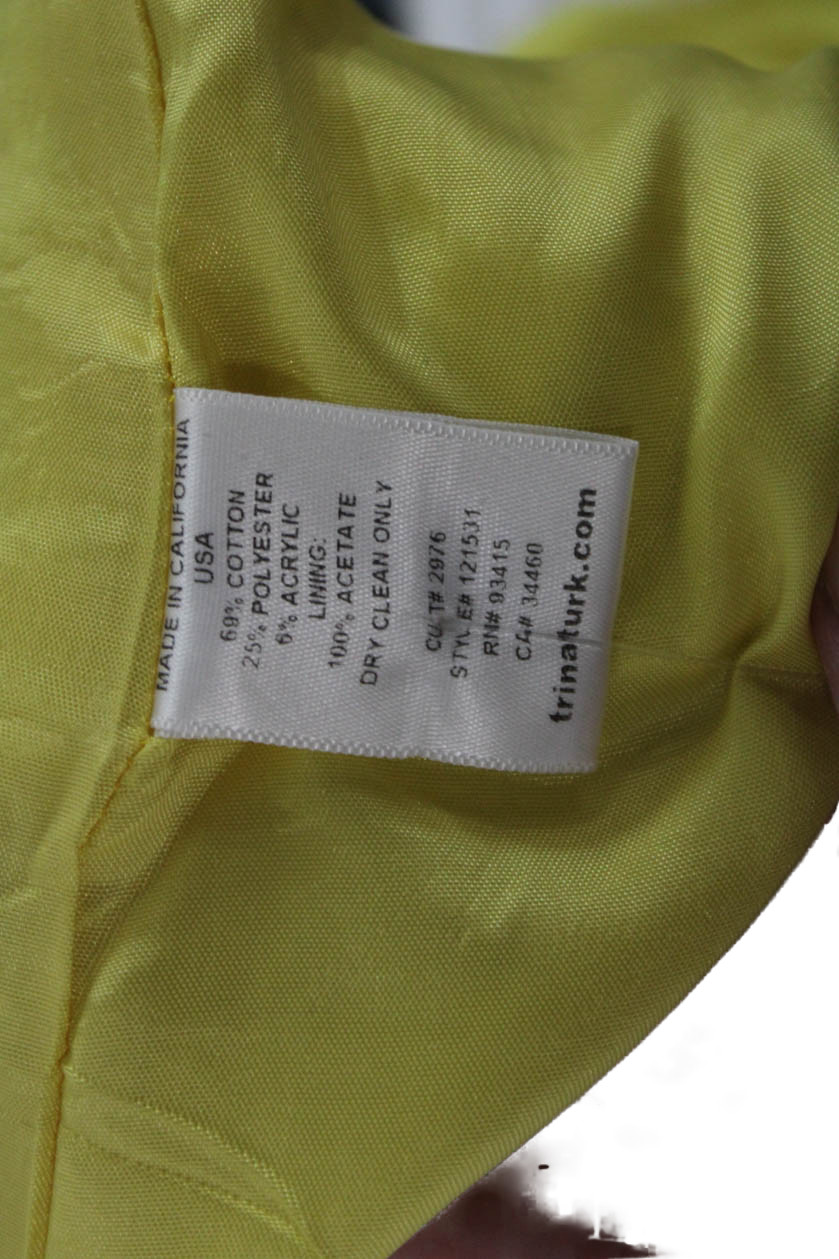 MADE IN CALIFORNIA
USA
69% COTTON
25% POLYESTER
6% ACRYLIC
LINING:
100% ACETATE
DRY CLEAN ONLY
CUT# 2976
STYLE# 121531
RN# 93415
CA# 34460
trinaturk.com